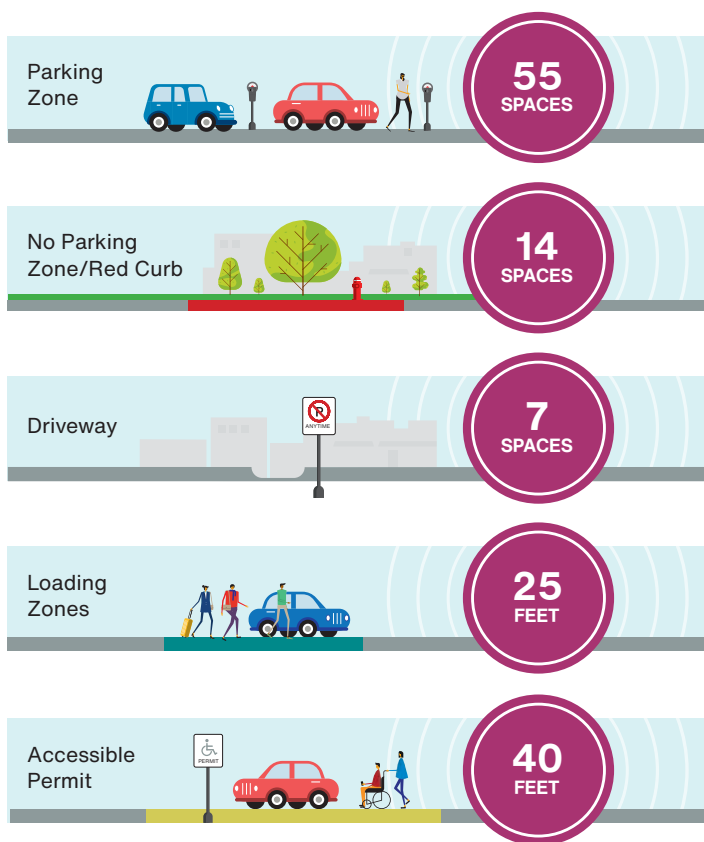 Parking
Zone
55
SPACES
No Parking
Zone/Red Curb
14
SPACES
Driveway
P
ANYTIME
7
SPACES
Loading
Zones
25
FEET
Accessible
Permit
PERMIT
40
FEET